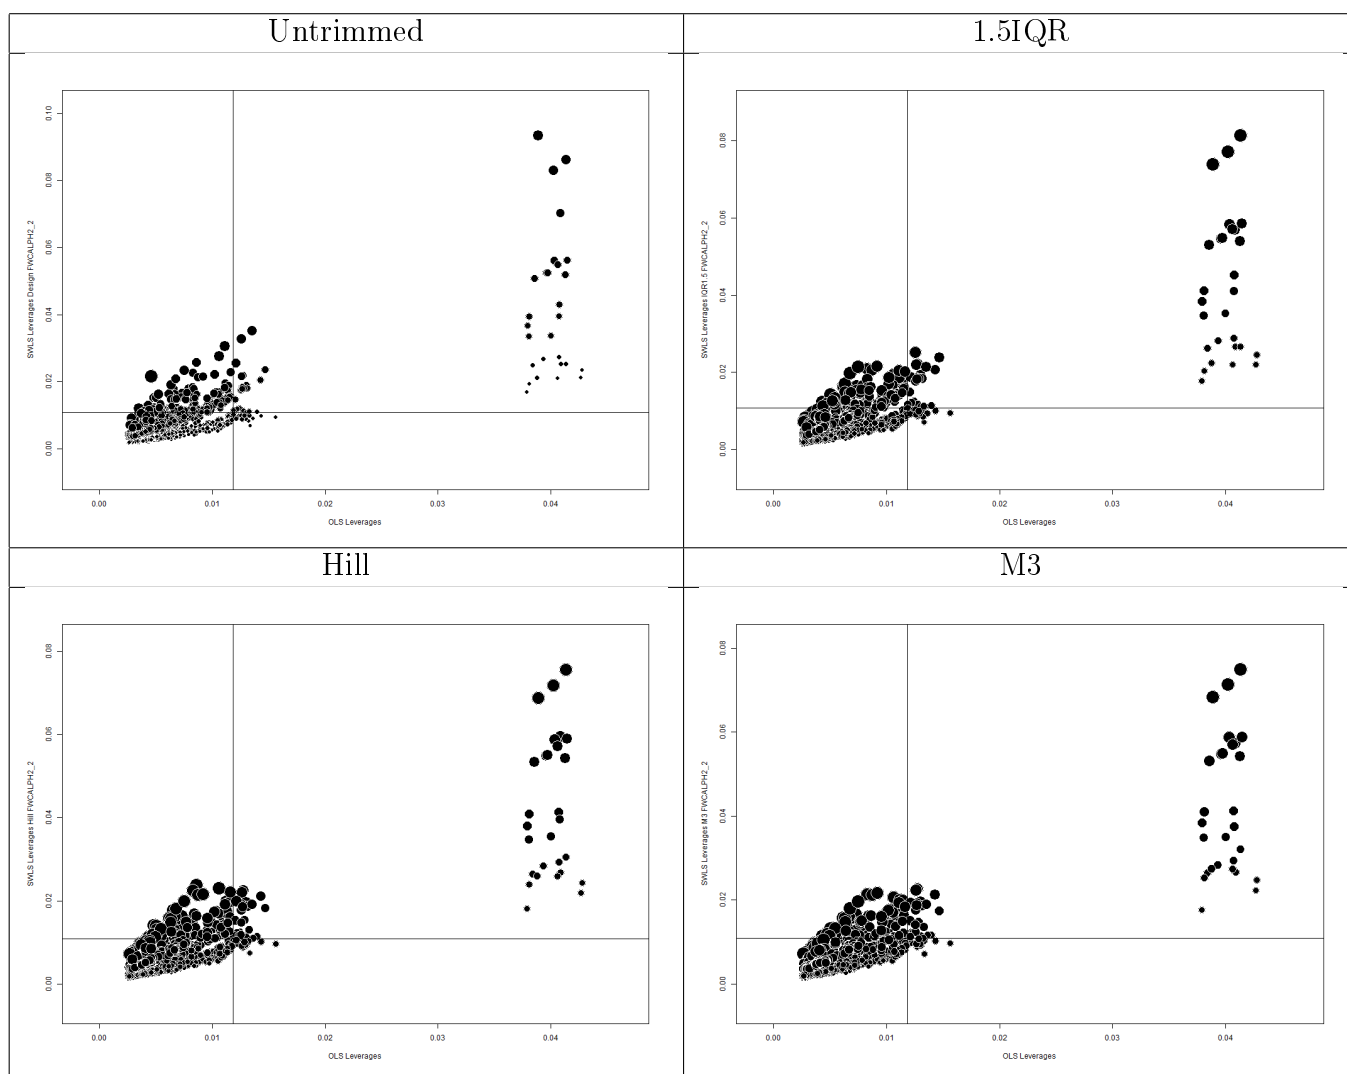 Untrimmed
1.5IQR
SWLS Leverages Design FWCALPH2_2
0.10
0.08
0.06
0.04
0.02
0.00
0.00 0.01 0.02 0.03 0.04
OLS Leverages
SWLS Leverages IQR1.5 FWCALPH2_2
0.08
0.06
0.04
0.02
0.00
0.00 0.01 0.02 0.03 0.04
OLS Leverages
Hill
M3
SWLS Leverages Hill FWCALPH2_2
0.08
0.06
0.04
0.02
0.00
0.00 0.01 0.02 0.03 0.04
OLS Leverages
SWLS Leverages M3 FWCALPH2_2
0.08
0.06
0.04
0.02
0.00
0.00 0.01 0.02 0.03 0.04
OLS Leverages